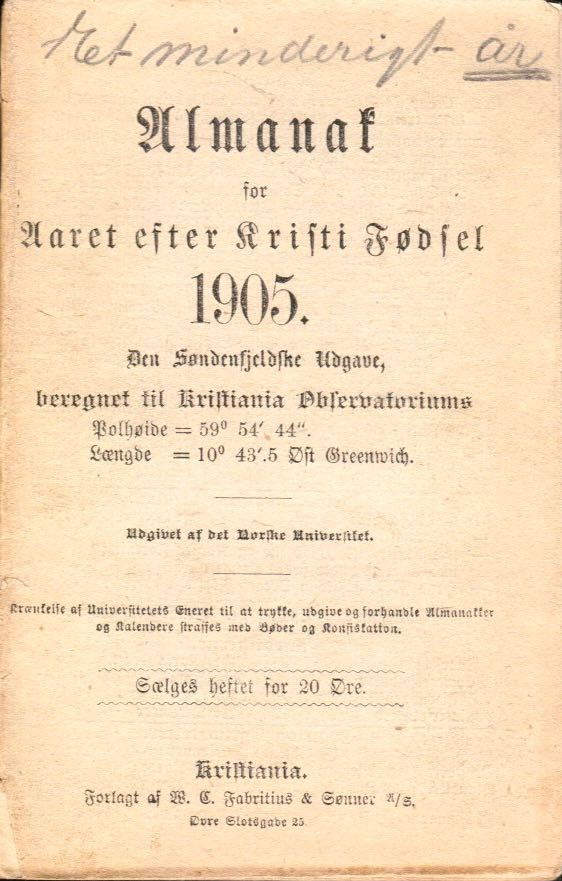 Et minderigt år
Almanak
for
Aaret efter Kristi Fødsel
1905.
Den Søndenfjeldske Udgave,
beregnet til Kristiania Observatoriums
Polhøide = 59⁰ 54′ 44″.
Længde = 10⁰ 43′.5 Øst Greenwich.
Udgivet af det Norske Universitet.
Krænkelse af Universitetets Eneret til at trykke, udgive og forhandle Almanakker
og Kalendere straffes med Bøder og Konfiskation.
Sælges heftet for 20 Øre.
Kristiania.
Forlagt af W. C. Fabritius & Sønner A/S.
Øvre Slotsgade 25.